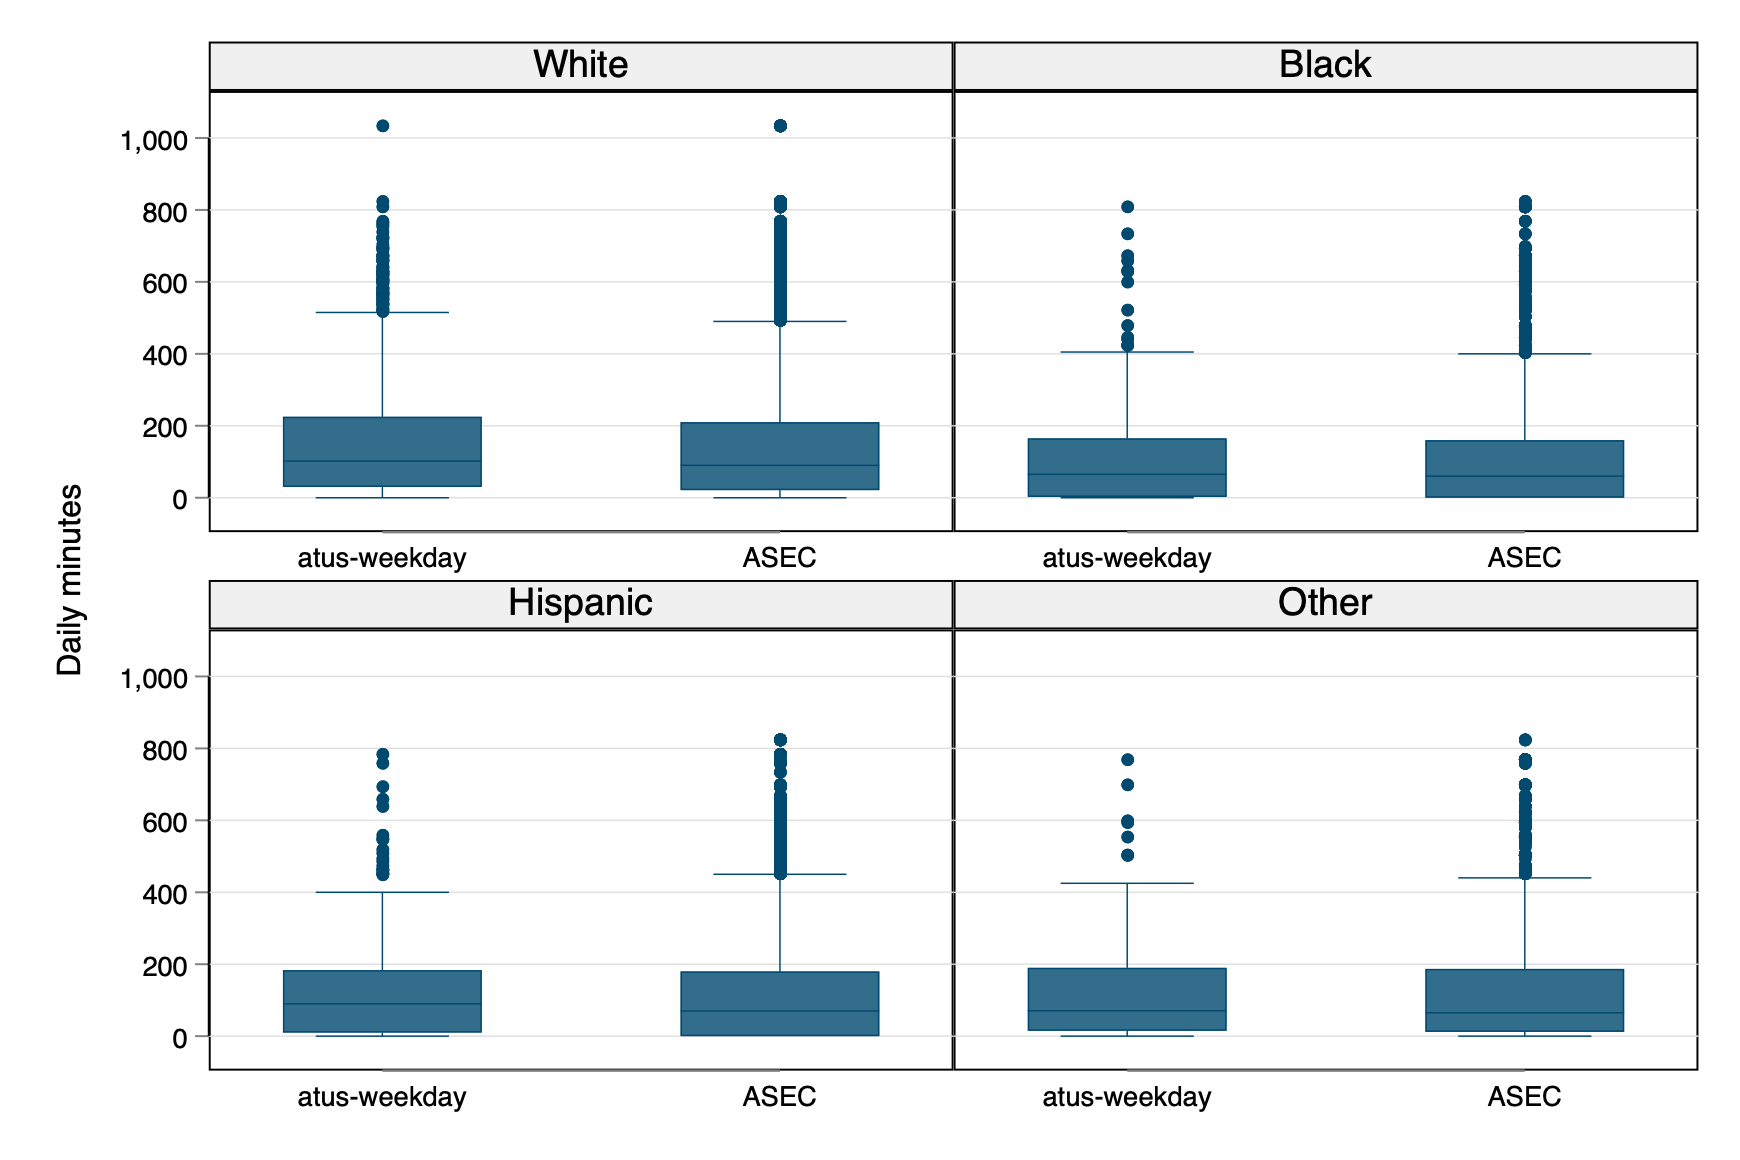 White
Black
1,000
800
600
400
200
0
atus-weekday
ASEC
atus-weekday
ASEC
Daily minutes
Hispanic
Other
1,000
800
600
400
200
0
atus-weekday
ASEC
atus-weekday
ASEC